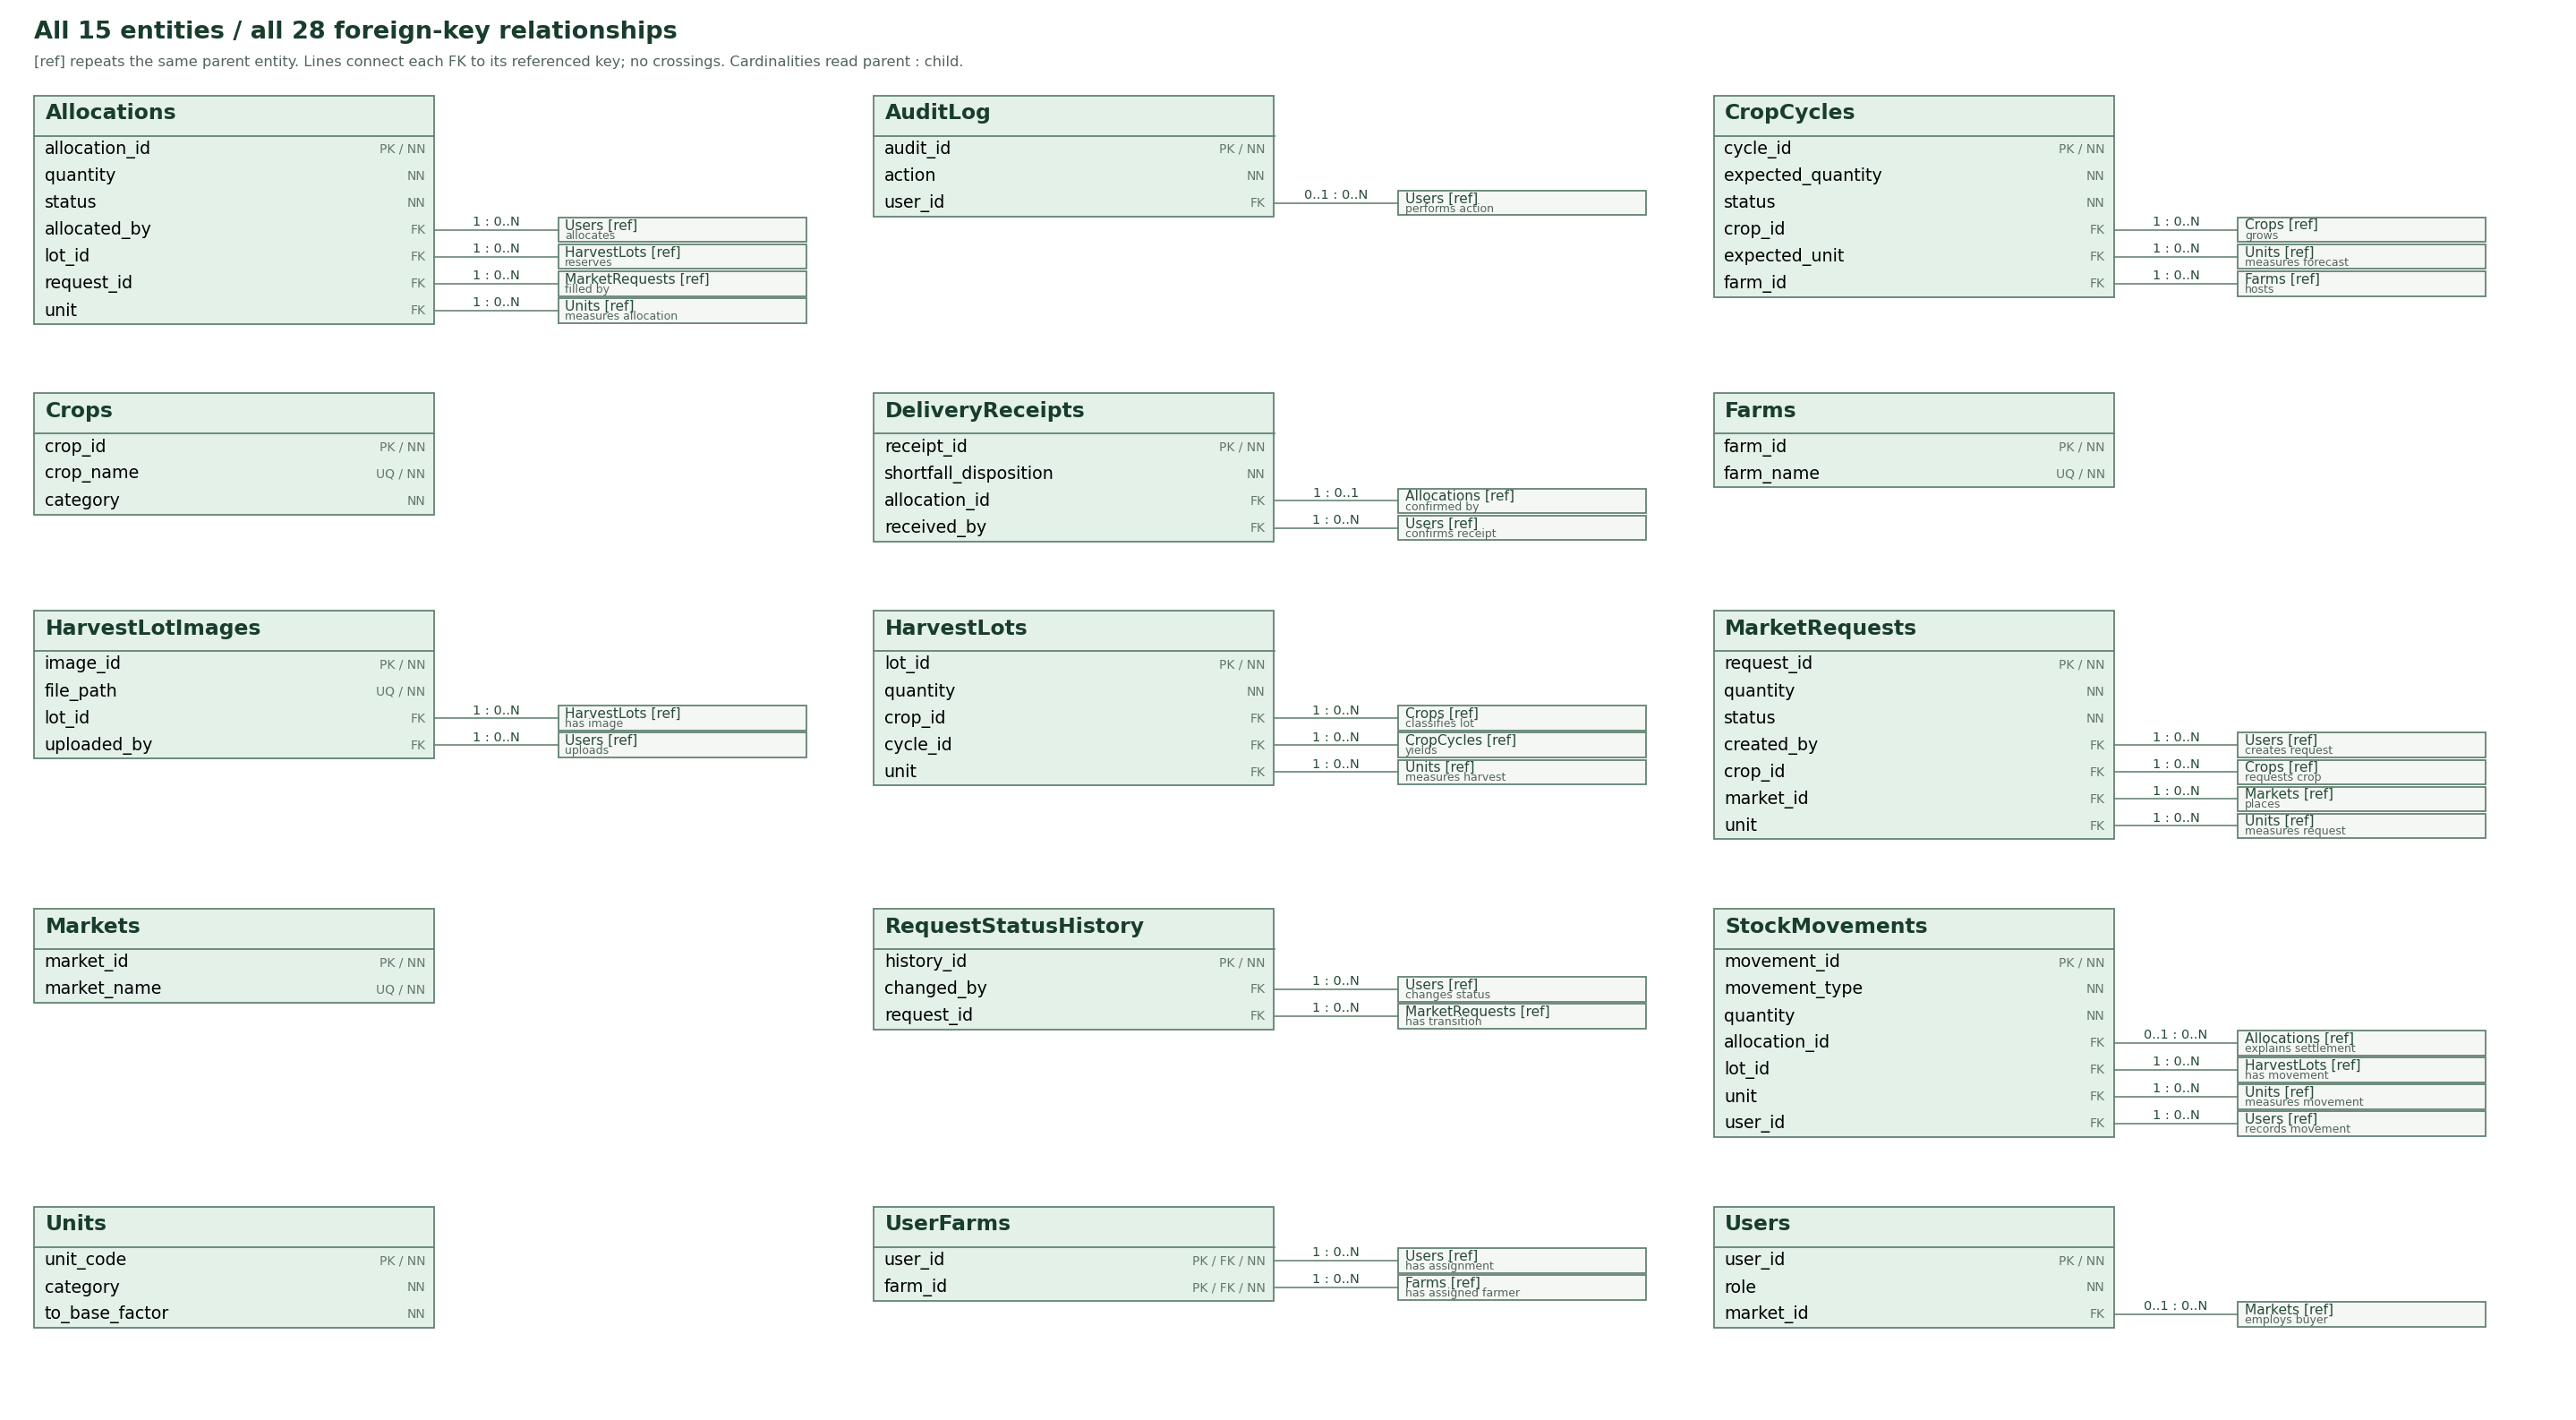 All 15 entities / all 28 foreign-key relationships
[ref] repeats the same parent entity. Lines connect each FK to its referenced key; no crossings. Cardinalities read parent : child.
Allocations
allocation_id PK / NN
quantity NN
status NN
allocated_by FK 1 : 0..N Users [ref]
allocates
lot_id FK 1 : 0..N HarvestLots [ref]
reserves
request_id FK 1 : 0..N MarketRequests [ref]
filled by
unit FK 1 : 0..N Units [ref]
measures allocation
AuditLog
audit_id PK / NN
action NN
user_id FK 0..1 : 0..N Users [ref]
performs action
CropCycles
cycle_id PK / NN
expected_quantity NN
status NN
crop_id FK 1 : 0..N Crops [ref]
grows
expected_unit FK 1 : 0..N Units [ref]
measures forecast
farm_id FK 1 : 0..N Farms [ref]
hosts
Crops
crop_id PK / NN
crop_name UQ / NN
category NN
DeliveryReceipts
receipt_id PK / NN
shortfall_disposition NN
allocation_id FK 1 : 0..1 Allocations [ref]
confirmed by
received_by FK 1 : 0..N Users [ref]
confirms receipt
Farms
farm_id PK / NN
farm_name UQ / NN
HarvestLotImages
image_id PK / NN
file_path UQ / NN
lot_id FK 1 : 0..N HarvestLots [ref]
has image
uploaded_by FK 1 : 0..N Users [ref]
uploads
HarvestLots
lot_id PK / NN
quantity NN
crop_id FK 1 : 0..N Crops [ref]
classifies lot
cycle_id FK 1 : 0..N CropCycles [ref]
yields
unit FK 1 : 0..N Units [ref]
measures harvest
MarketRequests
request_id PK / NN
quantity NN
status NN
created_by FK 1 : 0..N Users [ref]
creates request
crop_id FK 1 : 0..N Crops [ref]
requests crop
market_id FK 1 : 0..N Markets [ref]
places
unit FK 1 : 0..N Units [ref]
measures request
Markets
market_id PK / NN
market_name UQ / NN
RequestStatusHistory
history_id PK / NN
changed_by FK 1 : 0..N Users [ref]
changes status
request_id FK 1 : 0..N MarketRequests [ref]
has transition
StockMovements
movement_id PK / NN
movement_type NN
quantity NN
allocation_id FK 0..1 : 0..N Allocations [ref]
explains settlement
lot_id FK 1 : 0..N HarvestLots [ref]
has movement
unit FK 1 : 0..N Units [ref]
measures movement
user_id FK 1 : 0..N Users [ref]
records movement
Units
unit_code PK / NN
category NN
to_base_factor NN
UserFarms
user_id PK / FK / NN 1 : 0..N Users [ref]
has assignment
farm_id PK / FK / NN 1 : 0..N Farms [ref]
has assigned farmer
Users
user_id PK / NN
role NN
market_id FK 0..1 : 0..N Markets [ref]
employs buyer